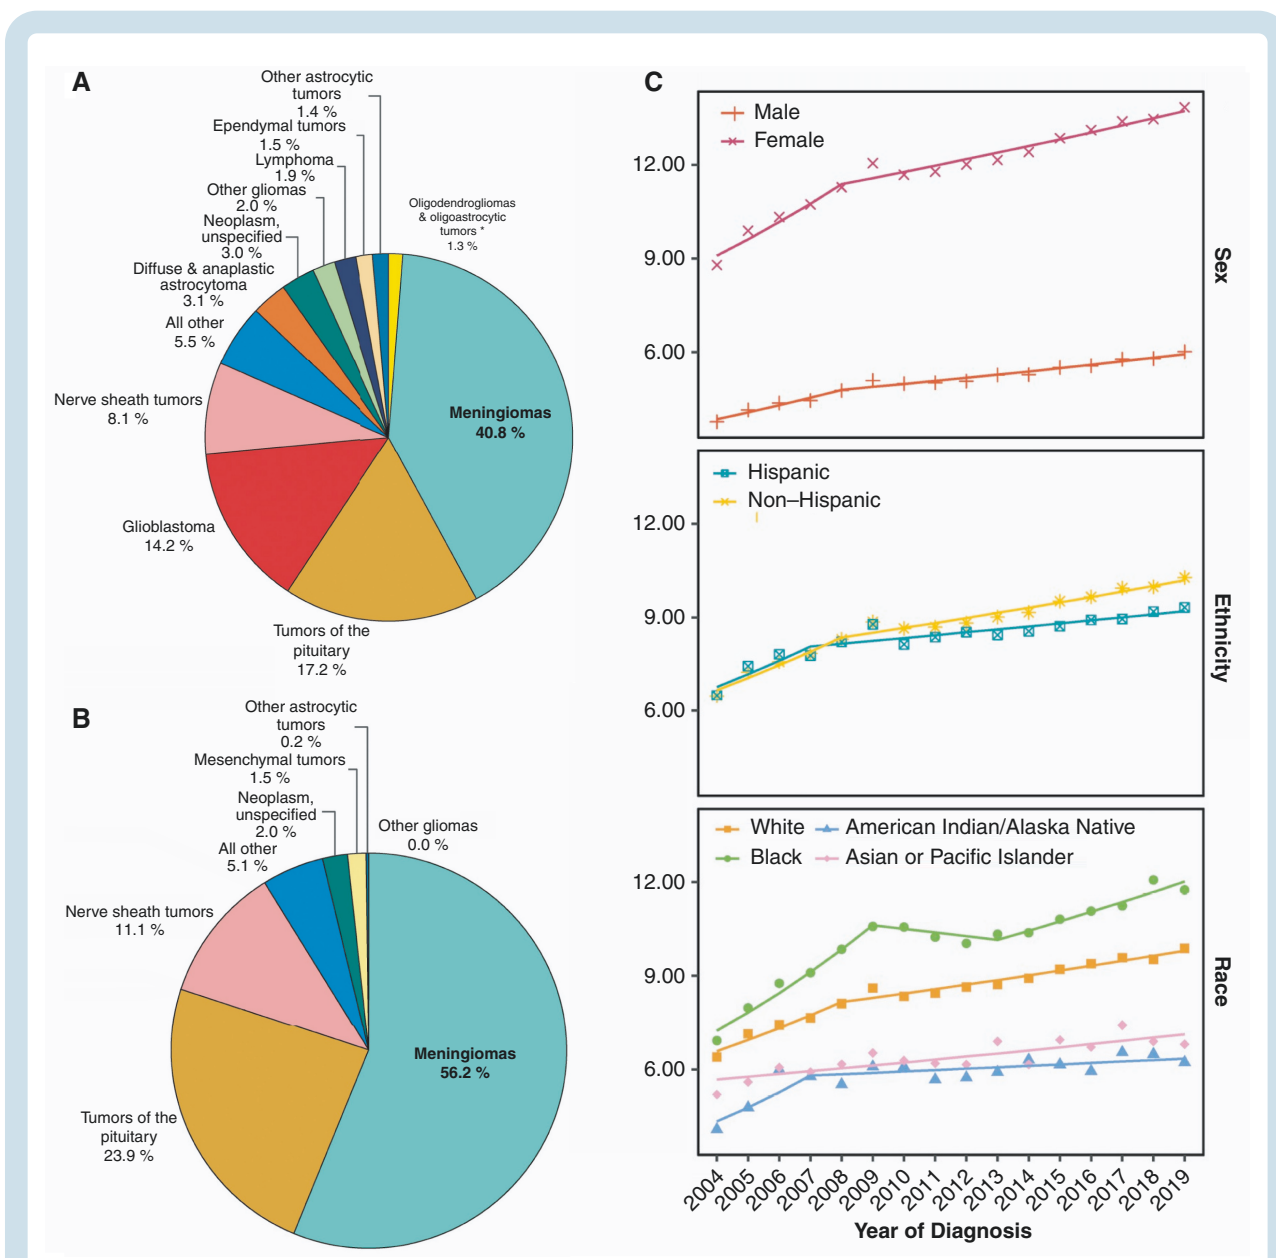 A
Other astrocytic
tumors
1.4 %
Ependymal tumors
1.5 %
Lymphoma
1.9 %
Other gliomas
2.0 %
Neoplasm,
unspecified
3.0 %
Diffuse & anaplastic
astrocytoma
3.1 %
All other
5.5 %
Nerve sheath tumors
8.1 %
Glioblastoma
14.2 %
Tumors of the
pituitary
17.2 %
Oligodendrogliomas
& oligoastrocytic
tumors *
1.3 %
Meningiomas
40.8 %
B
Other astrocytic
tumors
0.2 %
Mesenchymal tumors
1.5 %
Neoplasm,
unspecified
2.0 %
All other
5.1 %
Nerve sheath tumors
11.1 %
Tumors of the
pituitary
23.9 %
Other gliomas
0.0 %
Meningiomas
56.2 %
C
Male
Female
12.00
9.00
6.00
Sex
Hispanic
Non–Hispanic
12.00
9.00
6.00
Ethnicity
White
American Indian/Alaska Native
Black
Asian or Pacific Islander
12.00
9.00
6.00
Race
2004
2005
2006
2007
2008
2009
2010
2011
2012
2013
2014
2015
2016
2017
2018
2019
Year of Diagnosis